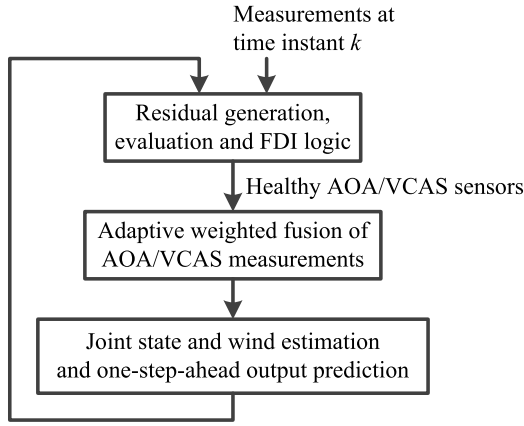 Measurements at
time instant k
Residual generation,
evaluation and FDI logic
Healthy AOA/VCAS sensors
Adaptive weighted fusion of
AOA/VCAS measurements
Joint state and wind estimation
and one-step-ahead output prediction